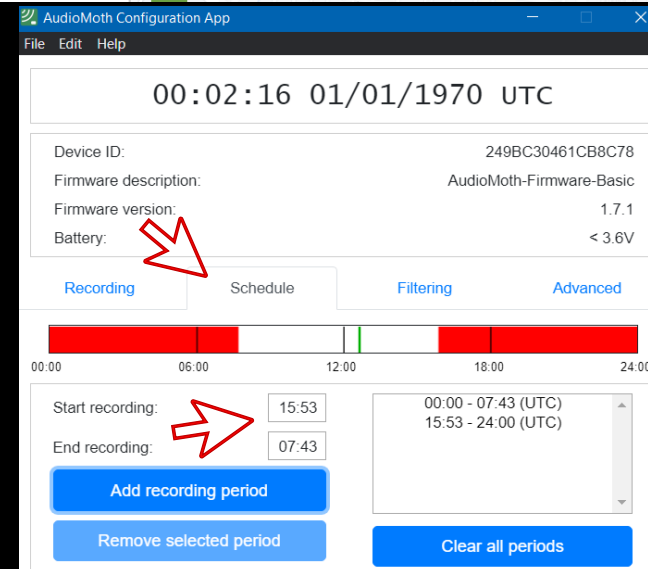 AudioMoth Configuration App
File Edit Help
00:02:16 01/01/1970 UTC
Device ID: 249BC30461CB8C78
Firmware description: AudioMoth-Firmware-Basic
Firmware version: 1.7.1
Battery: < 3.6V
Recording Schedule Filtering Advanced
00:00 06:00 12:00 18:00 24:00
Start recording: 15:53
End recording: 07:43
00:00 - 07:43 (UTC)
15:53 - 24:00 (UTC)
Add recording period
Remove selected period
Clear all periods